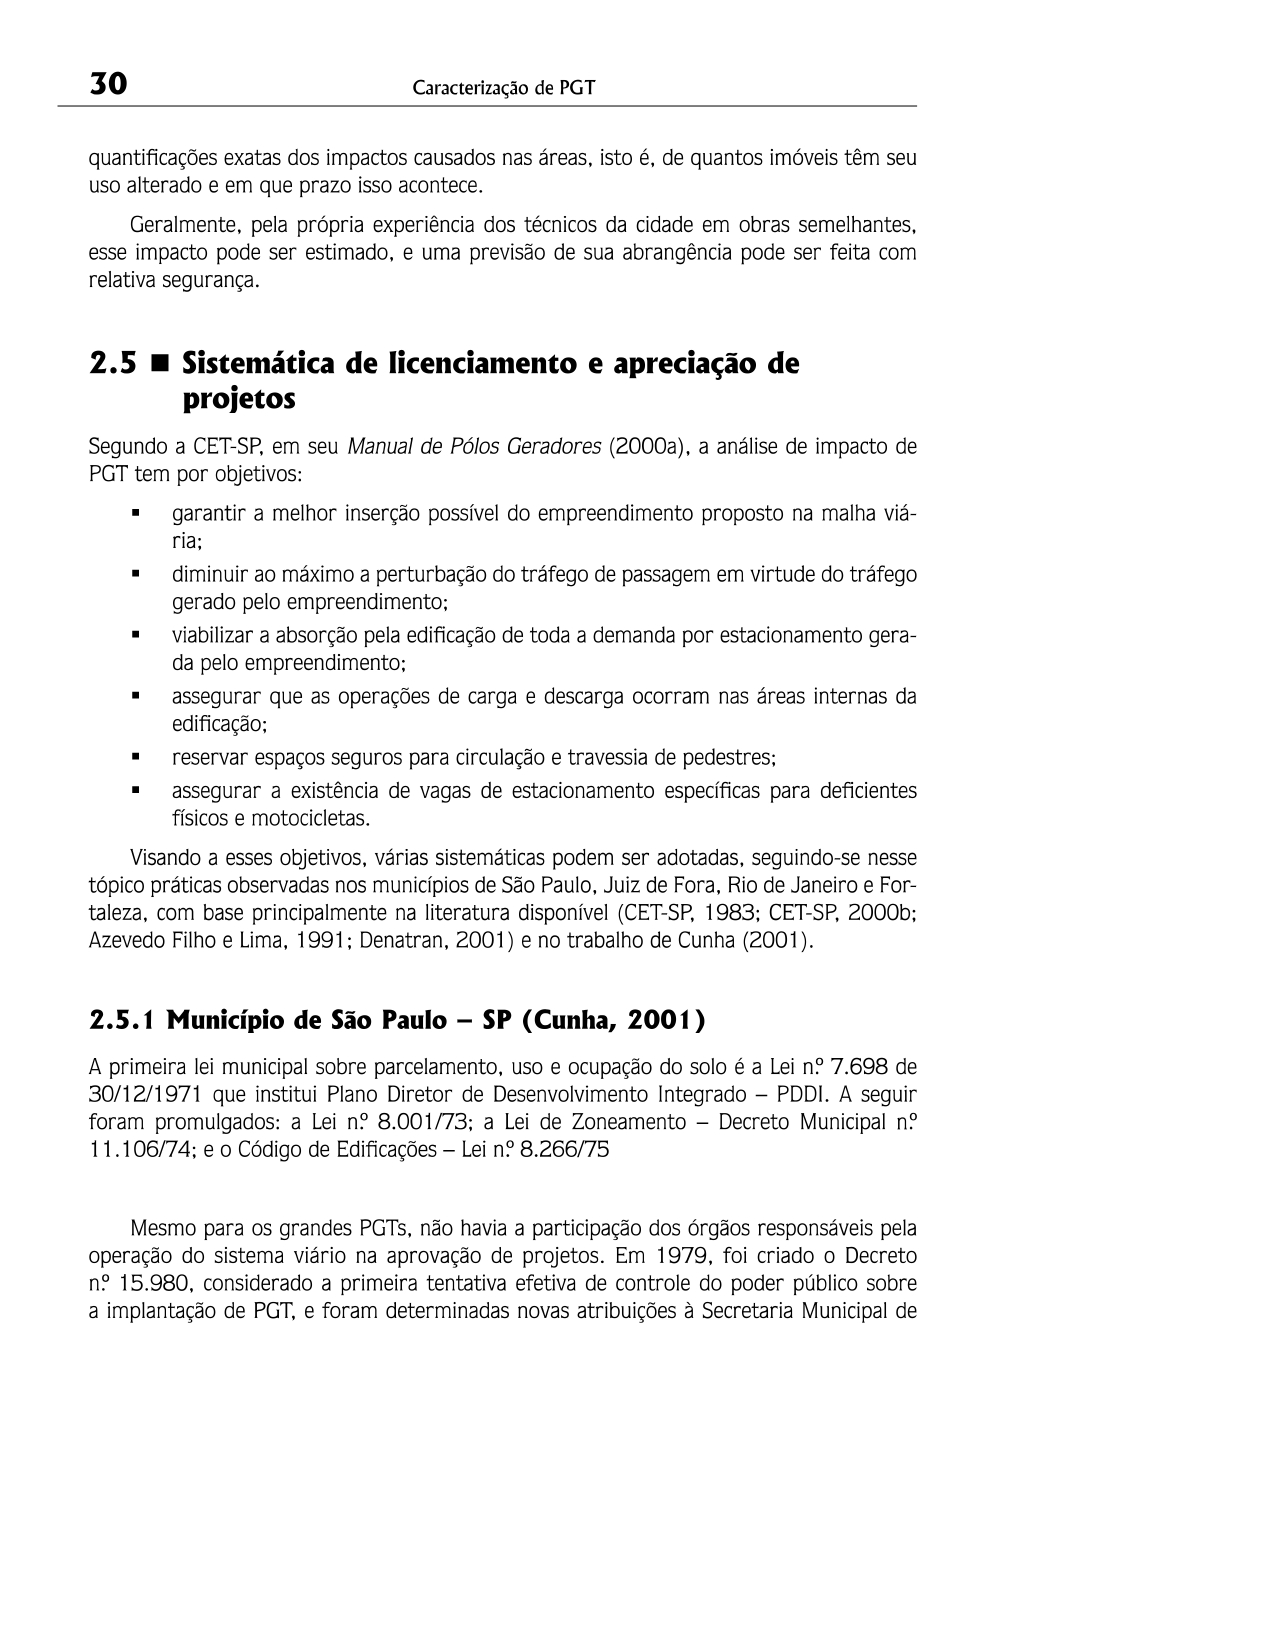 30
Caracterização de PGT
quantificações exatas dos impactos causados nas áreas, isto é, de quantos imóveis têm seu
uso alterado e em que prazo isso acontece.
Geralmente, pela própria experiência dos técnicos da cidade em obras semelhantes,
esse impacto pode ser estimado, e uma previsão de sua abrangência pode ser feita com
relativa segurança.
2.5 ■ Sistemática de licenciamento e apreciação de
projetos
Segundo a CET-SP, em seu Manual de Pólos Geradores (2000a), a análise de impacto de
PGT tem por objetivos:
▪ garantir a melhor inserção possível do empreendimento proposto na malha viá-
ria;
▪ diminuir ao máximo a perturbação do tráfego de passagem em virtude do tráfego
gerado pelo empreendimento;
▪ viabilizar a absorção pela edificação de toda a demanda por estacionamento gera-
da pelo empreendimento;
▪ assegurar que as operações de carga e descarga ocorram nas áreas internas da
edificação;
▪ reservar espaços seguros para circulação e travessia de pedestres;
▪ assegurar a existência de vagas de estacionamento específicas para deficientes
físicos e motocicletas.
Visando a esses objetivos, várias sistemáticas podem ser adotadas, seguindo-se nesse
tópico práticas observadas nos municípios de São Paulo, Juiz de Fora, Rio de Janeiro e For-
taleza, com base principalmente na literatura disponível (CET-SP, 1983; CET-SP, 2000b;
Azevedo Filho e Lima, 1991; Denatran, 2001) e no trabalho de Cunha (2001).
2.5.1 Município de São Paulo – SP (Cunha, 2001)
A primeira lei municipal sobre parcelamento, uso e ocupação do solo é a Lei n.º 7.698 de
30/12/1971 que institui Plano Diretor de Desenvolvimento Integrado – PDDI. A seguir
foram promulgados: a Lei n.º 8.001/73; a Lei de Zoneamento – Decreto Municipal n.º
11.106/74; e o Código de Edificações – Lei n.º 8.266/75
Mesmo para os grandes PGTs, não havia a participação dos órgãos responsáveis pela
operação do sistema viário na aprovação de projetos. Em 1979, foi criado o Decreto
n.º 15.980, considerado a primeira tentativa efetiva de controle do poder público sobre
a implantação de PGT, e foram determinadas novas atribuições à Secretaria Municipal de